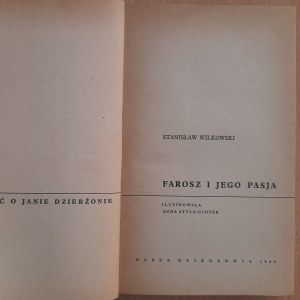 Ć O JANIE DZIERŻONIE
STANISŁAW WILKOWSKI
FAROSZ I JEGO PASJA
ILUSTROWAŁA
ANNA STYLO-GINTER
NASZA KSIĘGARNIA